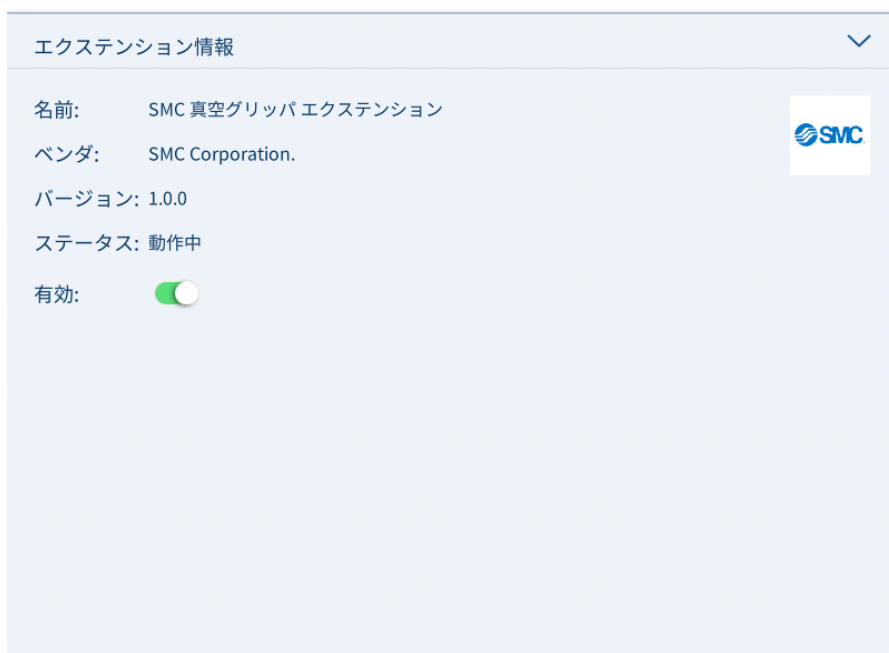 エクステンション情報
名前: SMC 真空グリッパ エクステンション
SMC
ベンダ: SMC Corporation.
バージョン: 1.0.0
ステータス: 動作中
有効: